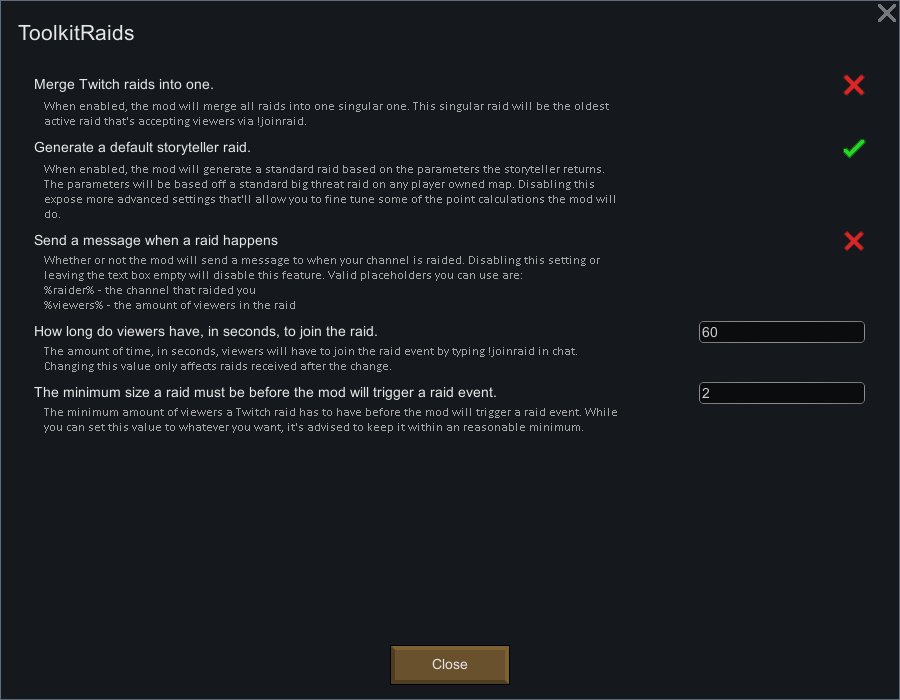 ToolkitRaids
Merge Twitch raids into one.
When enabled, the mod will merge all raids into one singular one. This singular raid will be the oldest
active raid that's accepting viewers via !joinraid.
Generate a default storyteller raid.
When enabled, the mod will generate a standard raid based on the parameters the storyteller returns.
The parameters will be based off a standard big threat raid on any player owned map. Disabling this
expose more advanced settings that'll allow you to fine tune some of the point calculations the mod will
do.
Send a message when a raid happens
Whether or not the mod will send a message to when your channel is raided. Disabling this setting or
leaving the text box empty will disable this feature. Valid placeholders you can use are:
%raider% - the channel that raided you
%viewers% - the amount of viewers in the raid
How long do viewers have, in seconds, to join the raid.
60
The amount of time, in seconds, viewers will have to join the raid event by typing !joinraid in chat.
Changing this value only affects raids received after the change.
The minimum size a raid must be before the mod will trigger a raid event.
2
The minimum amount of viewers a Twitch raid has to have before the mod will trigger a raid event. While
you can set this value to whatever you want, it's advised to keep it within an reasonable minimum.
Close